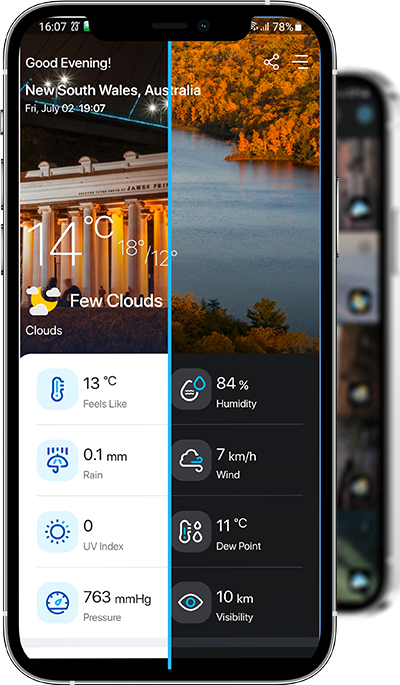 16:07 23° 78%
Good Evening!
New South Wales, Australia
Fri, July 02 19:07
JAMES
14°C 18°/12°
Few Clouds
Clouds
13 °C
Feels Like
84 %
Humidity
0.1 mm
Rain
7 km/h
Wind
0
UV Index
11 °C
Dew Point
763 mmHg
Pressure
10 km
Visibility